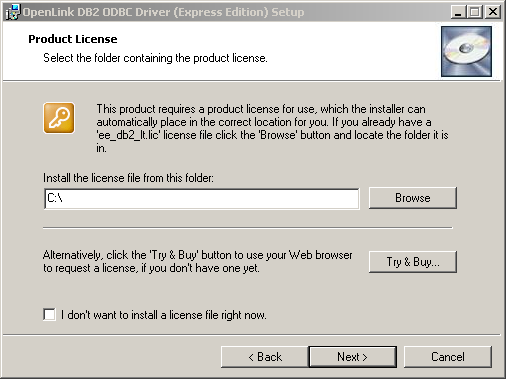 OpenLink DB2 ODBC Driver (Express Edition) Setup
Product License
Select the folder containing the product license.
This product requires a product license for use, which the installer can
automatically place in the correct location for you. If you already have a
'ee_db2_lt.lic' license file click the 'Browse' button and locate the folder it is
in.
Install the license file from this folder:
C:\
Browse
Alternatively, click the 'Try & Buy' button to use your Web browser
to request a license, if you don't have one yet.
Try & Buy...
I don't want to install a license file right now.
< Back
Next >
Cancel